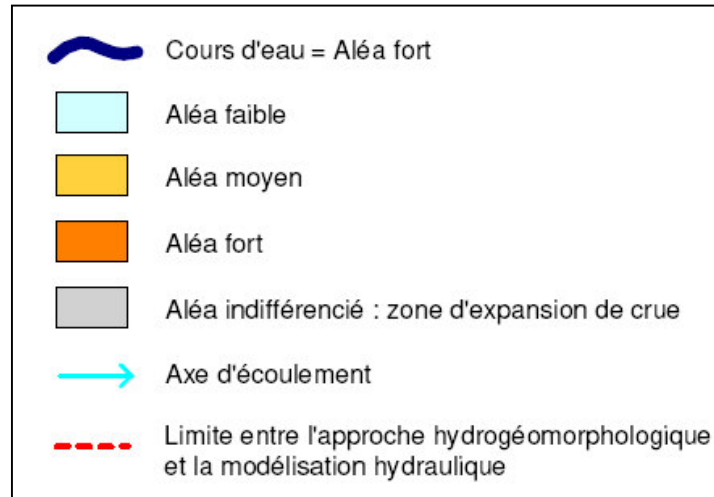 Cours d'eau = Aléa fort
Aléa faible
Aléa moyen
Aléa fort
Aléa indifférencié : zone d'expansion de crue
Axe d'écoulement
Limite entre l'approche hydrogéomorphologique
et la modélisation hydraulique